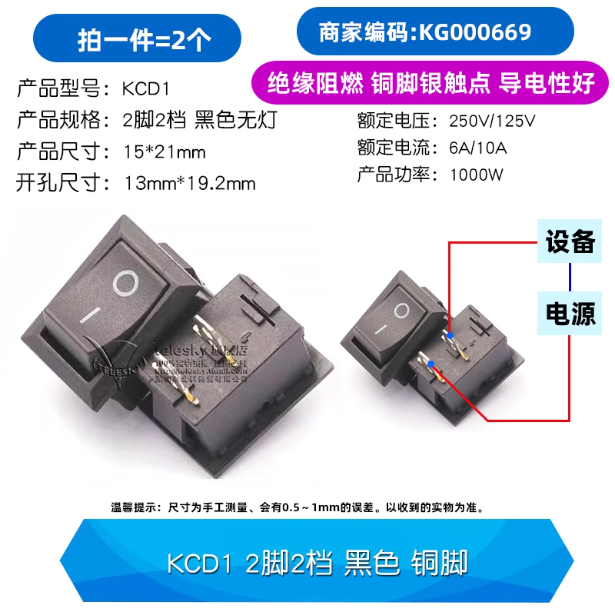 拍一件=2个
商家编码:KG000669
产品型号: KCD1
绝缘阻燃 铜脚银触点 导电性好
产品规格: 2脚2档 黑色无灯
额定电压: 250V/125V
产品尺寸: 15*21mm
额定电流: 6A/10A
开孔尺寸: 13mm*19.2mm
产品功率: 1000W
设备
电源
telesky 旗舰店
TELESKY
温馨提示: 尺寸为手工测量、会有0.5~1mm的误差。以收到的实物为准。
KCD1 2脚2档 黑色 铜脚